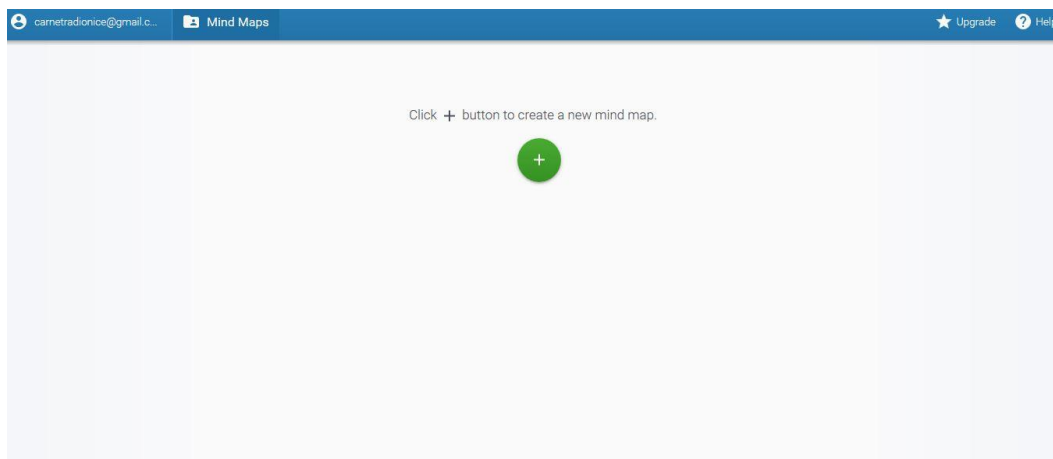 carnetradionice@gmail.c... Mind Maps Upgrade ? Help
Click + button to create a new mind map.
+